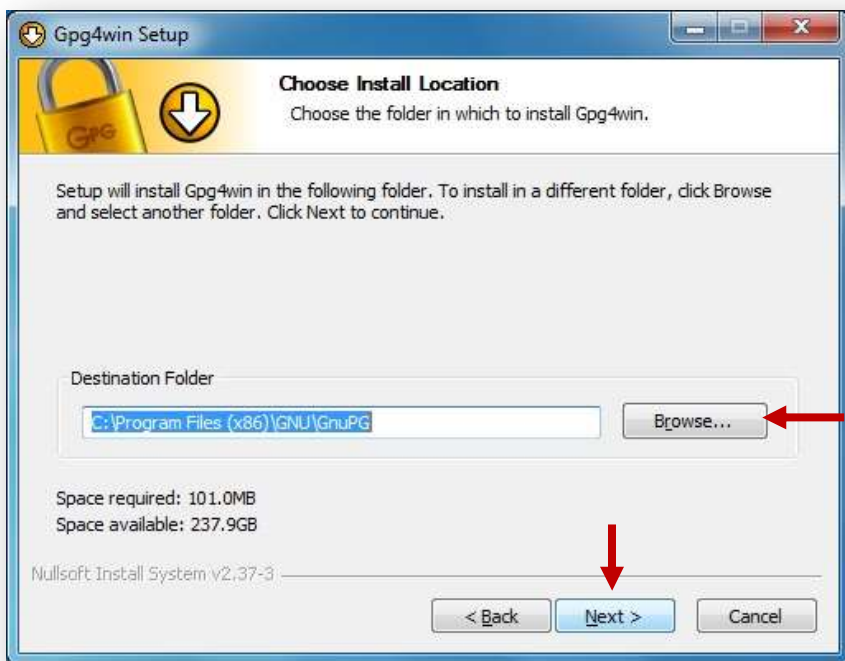 Gpg4win Setup
GPG
Choose Install Location
Choose the folder in which to install Gpg4win.
Setup will install Gpg4win in the following folder. To install in a different folder, click Browse
and select another folder. Click Next to continue.
Destination Folder
C:\Program Files (x86)\GNU\GnuPG
Browse...
Space required: 101.0MB
Space available: 237.9GB
Nullsoft Install System v2.37-3
< Back
Next >
Cancel